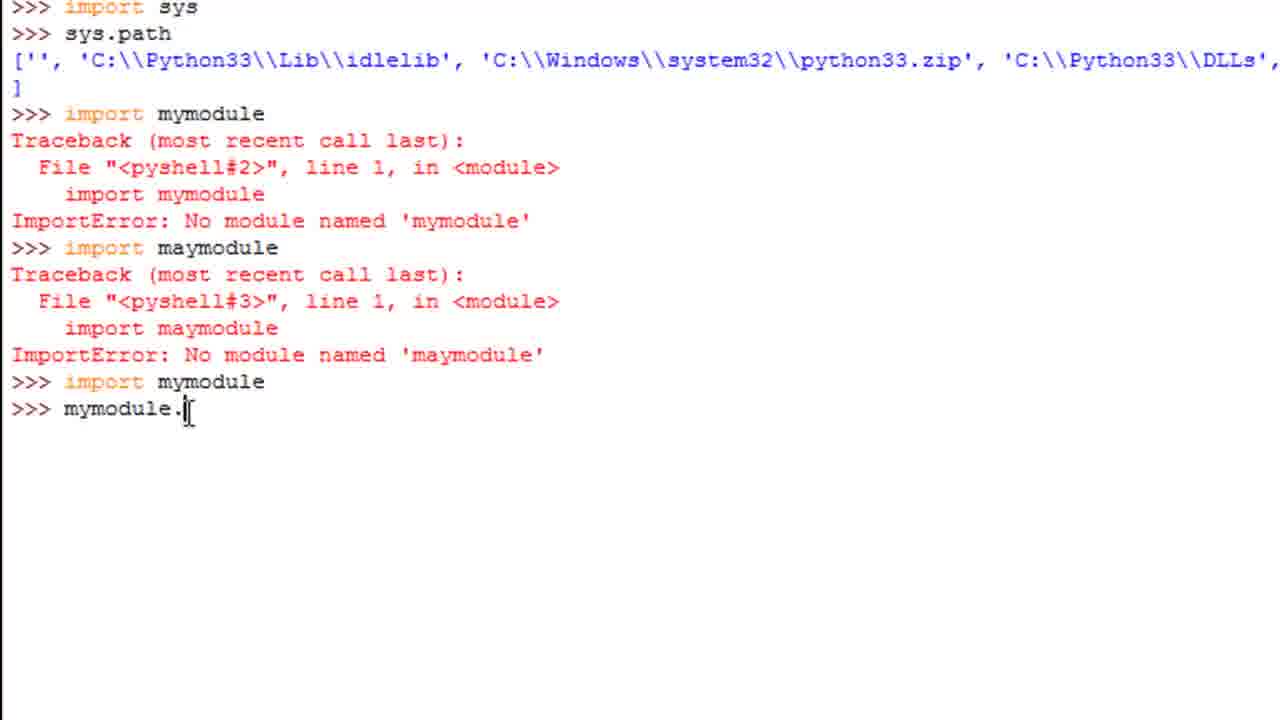 >>> import sys
>>> sys.path
['', 'C:\\Python33\\Lib\\idlelib', 'C:\\Windows\\system32\\python33.zip', 'C:\\Python33\\DLLs',
]
>>> import mymodule
Traceback (most recent call last):
  File "<pyshell#2>", line 1, in <module>
    import mymodule
ImportError: No module named 'mymodule'
>>> import maymodule
Traceback (most recent call last):
  File "<pyshell#3>", line 1, in <module>
    import maymodule
ImportError: No module named 'maymodule'
>>> import mymodule
>>> mymodule.